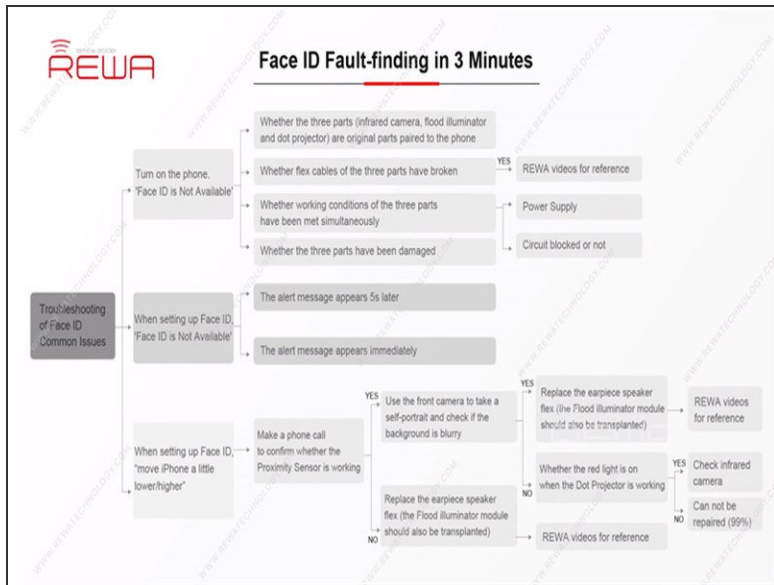 SINCE 2009
REWA
Face ID Fault-finding in 3 Minutes
Troubleshooting
of Face ID
Common Issues
Turn on the phone.
'Face ID is Not Available'
Whether the three parts (infrared camera, flood illuminator
and dot projector) are original parts paired to the phone
Whether flex cables of the three parts have broken
YES
REWA videos for reference
Whether working conditions of the three parts
have been met simultaneously
Power Supply
Circuit blocked or not
Whether the three parts have been damaged
When setting up Face ID,
'Face ID is Not Available'
The alert message appears 5s later
The alert message appears immediately
When setting up Face ID,
"move iPhone a little
lower/higher"
Make a phone call
to confirm whether the
Proximity Sensor is working
YES
Use the front camera to take a
self-portrait and check if the
background is blurry
YES
Replace the earpiece speaker
flex (the Flood illuminator module
should also be transplanted)
REWA videos
for reference
NO
Whether the red light is on
when the Dot Projector is working
YES
Check infrared
camera
NO
Can not be
repaired (99%)
NO
Replace the earpiece speaker
flex (the Flood illuminator module
should also be transplanted)
REWA videos for reference
WWW.REWATECHNOLOGY.COM